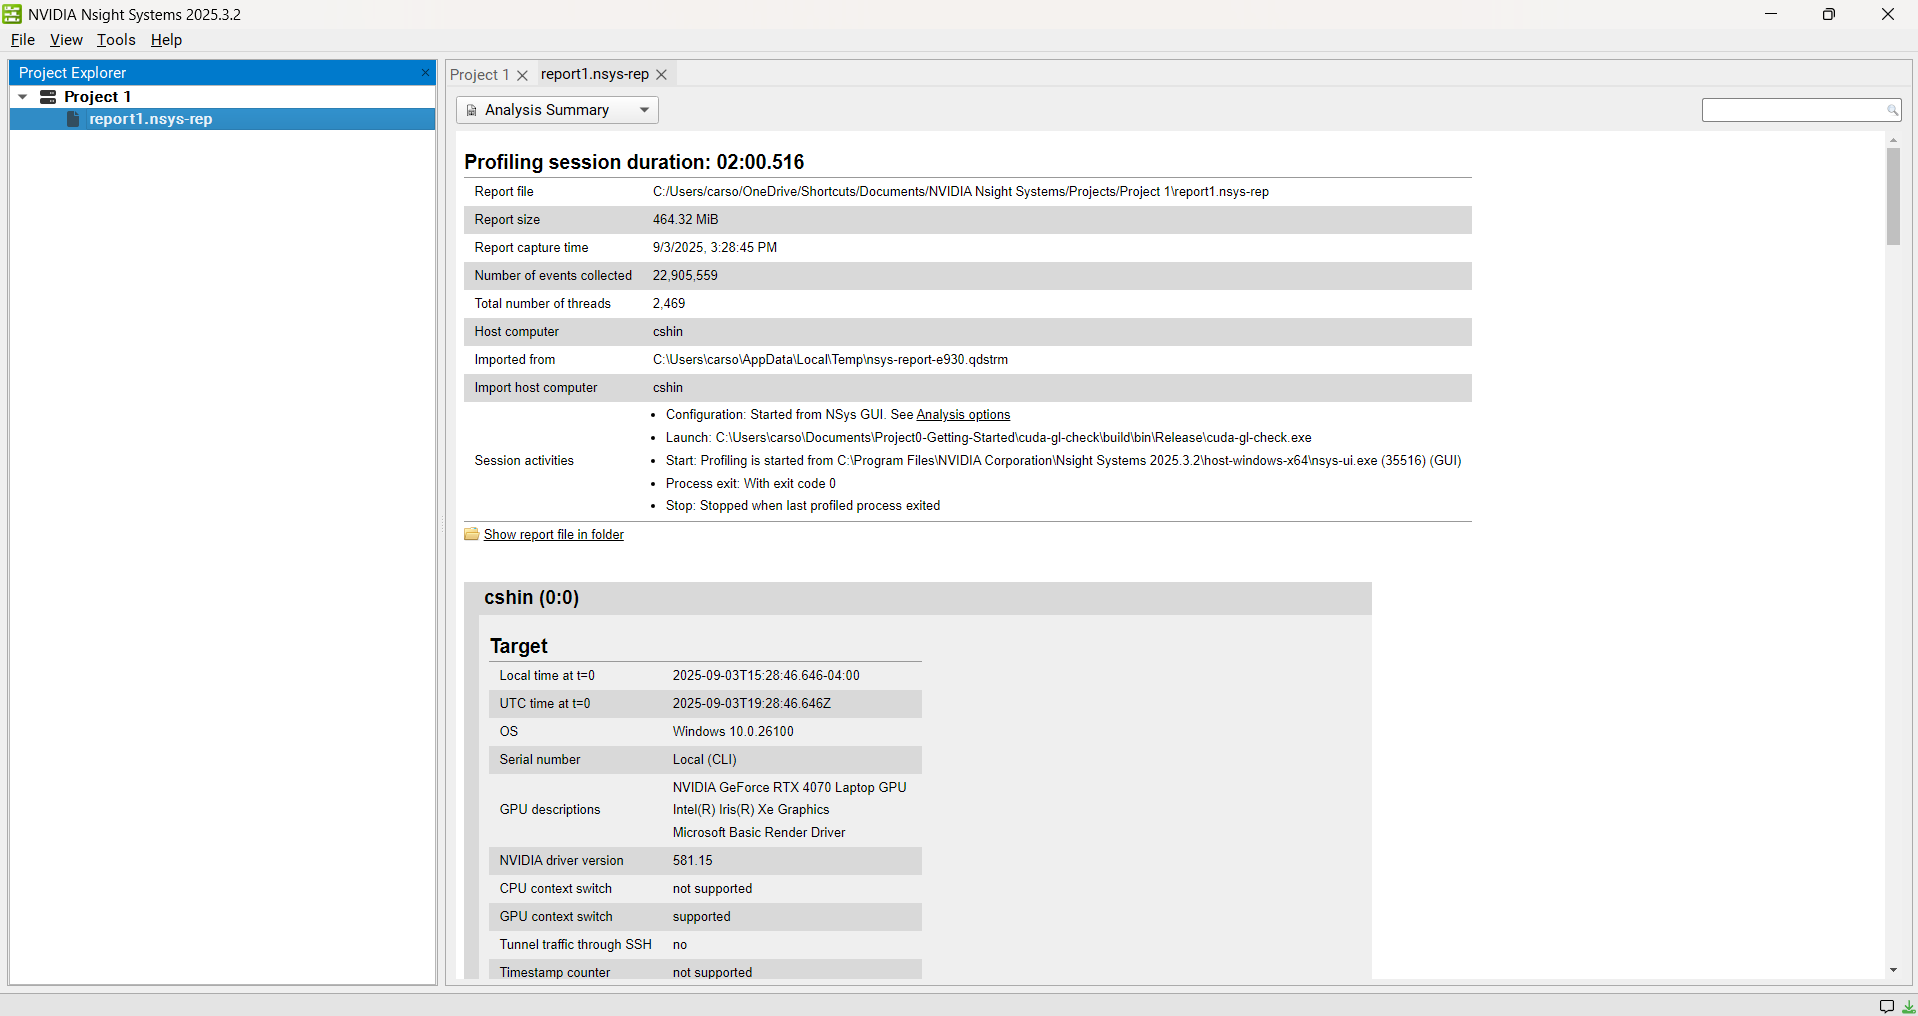 NVIDIA Nsight Systems 2025.3.2
File View Tools Help
Project Explorer
Project 1
report1.nsys-rep
Project 1 report1.nsys-rep
Analysis Summary
Profiling session duration: 02:00.516
Report file C:/Users/carso/OneDrive/Shortcuts/Documents/NVIDIA Nsight Systems/Projects/Project 1\report1.nsys-rep
Report size 464.32 MiB
Report capture time 9/3/2025, 3:28:45 PM
Number of events collected 22,905,559
Total number of threads 2,469
Host computer cshin
Imported from C:\Users\carso\AppData\Local\Temp\nsys-report-e930.qdstrm
Import host computer cshin
Session activities
• Configuration: Started from NSys GUI. See Analysis options
• Launch: C:\Users\carso\Documents\Project0-Getting-Started\cuda-gl-check\build\bin\Release\cuda-gl-check.exe
• Start: Profiling is started from C:\Program Files\NVIDIA Corporation\Nsight Systems 2025.3.2\host-windows-x64\nsys-ui.exe (35516) (GUI)
• Process exit: With exit code 0
• Stop: Stopped when last profiled process exited
Show report file in folder
cshin (0:0)
Target
Local time at t=0 2025-09-03T15:28:46.646-04:00
UTC time at t=0 2025-09-03T19:28:46.646Z
OS Windows 10.0.26100
Serial number Local (CLI)
GPU descriptions
NVIDIA GeForce RTX 4070 Laptop GPU
Intel(R) Iris(R) Xe Graphics
Microsoft Basic Render Driver
NVIDIA driver version 581.15
CPU context switch not supported
GPU context switch supported
Tunnel traffic through SSH no
Timestamp counter not supported